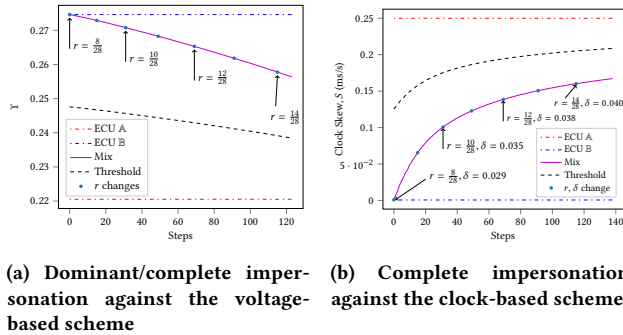 0.27
0.26
0.25
0.24
0.23
0.22
ϒ
r = 8/28
r = 10/28
r = 12/28
r = 14/28
ECU 𝔸
ECU 𝔹
Mix
Threshold
r changes
0 20 40 60 80 100 120
Steps
0.25
0.2
0.15
0.1
5 · 10⁻²
0
Clock Skew, S (ms/s)
r = 14/28, δ = 0.040
r = 12/28, δ = 0.038
r = 10/28, δ = 0.035
r = 8/28, δ = 0.029
ECU 𝔸
ECU 𝔹
Mix
Threshold
r, δ change
0 20 40 60 80 100 120 140
Steps
(a) Dominant/complete imper-
sonation against the voltage-
based scheme
(b) Complete impersonation
against the clock-based scheme